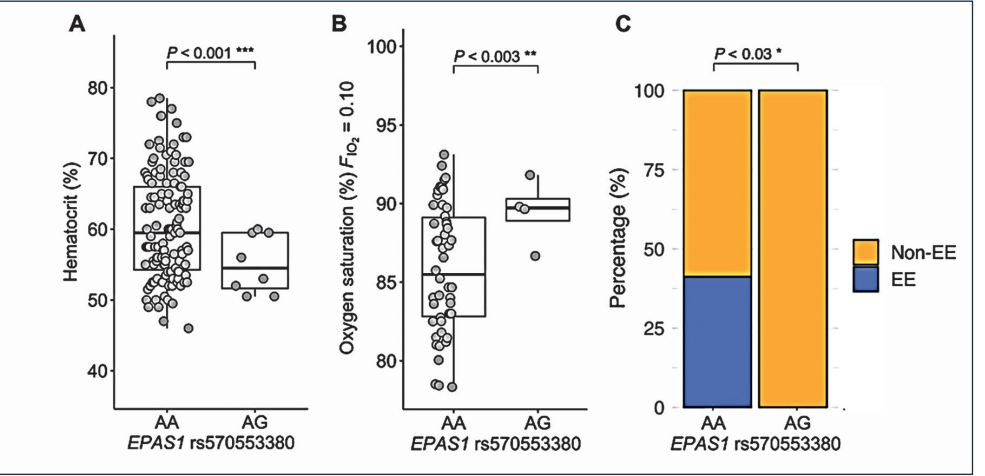 A
P < 0.001 ***
Hematocrit (%)
80
70
60
50
40
AA AG
EPAS1 rs570553380
B
P < 0.003 **
Oxygen saturation (%) FIO2 = 0.10
100
95
90
85
80
AA AG
EPAS1 rs570553380
C
P < 0.03 *
Percentage (%)
100
75
50
25
0
AA AG
EPAS1 rs570553380
Non-EE
EE